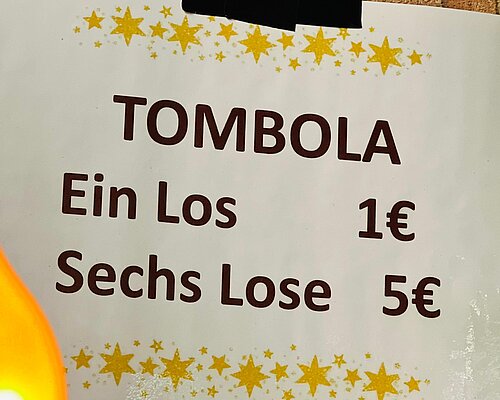 TOMBOLA
Ein Los 1€
Sechs Lose 5€